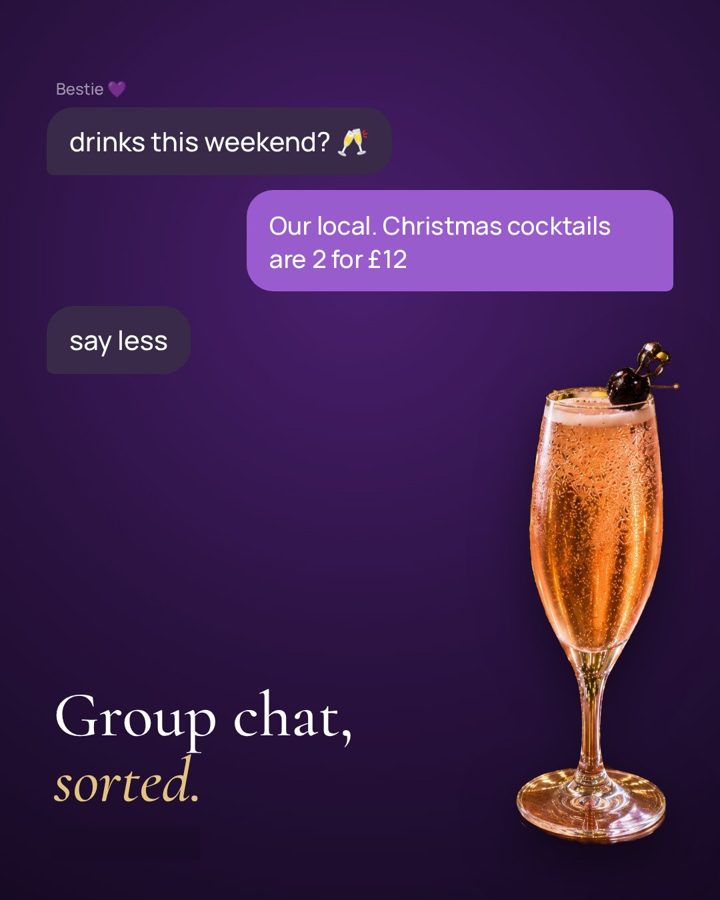 Bestie 💜
drinks this weekend? 🥂
Our local. Christmas cocktails
are 2 for £12
say less
Group chat,
sorted.